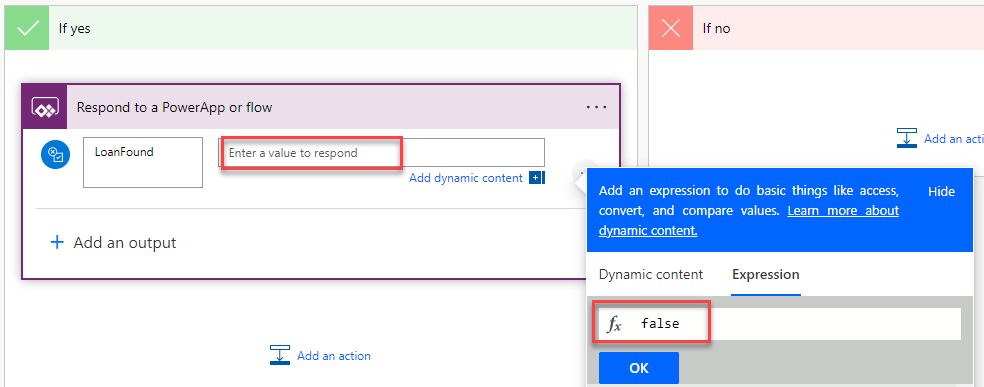 If yes
If no
Respond to a PowerApp or flow
LoanFound
Enter a value to respond
Add dynamic content
Add an output
Add an action
Add an acti
Add an expression to do basic things like access,
convert, and compare values. Learn more about
dynamic content.
Hide
Dynamic content
Expression
fx false
OK